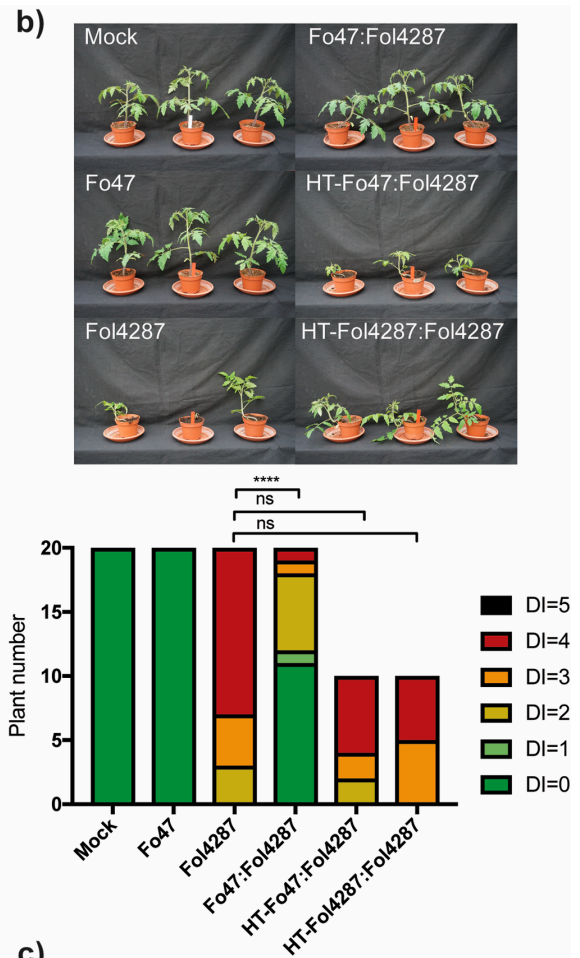 b)
Mock
Fo47:Fol4287
Fo47
HT-Fo47:Fol4287
Fol4287
HT-Fol4287:Fol4287
****
ns
ns
20
15
10
5
0
Plant number
DI=5
DI=4
DI=3
DI=2
DI=1
DI=0
Mock
Fo47
Fol4287
Fo47:Fol4287
HT-Fo47:Fol4287
HT-Fol4287:Fol4287
c)